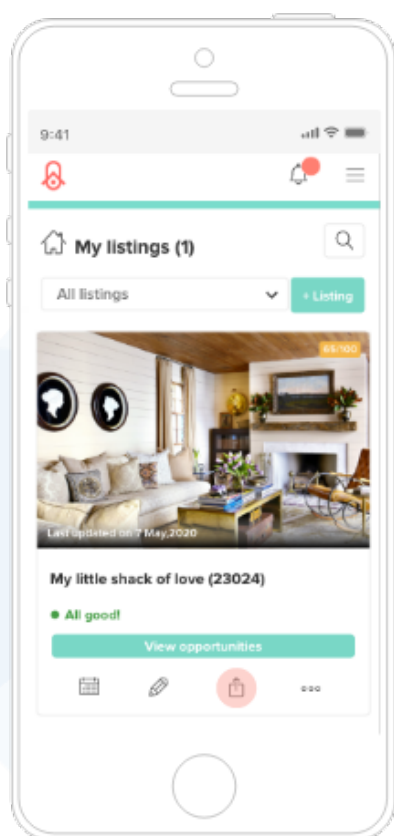 9:41
My listings (1)
All listings
+ Listing
65/100
Last updated on 7 May,2020
My little shack of love (23024)
All good!
View opportunities